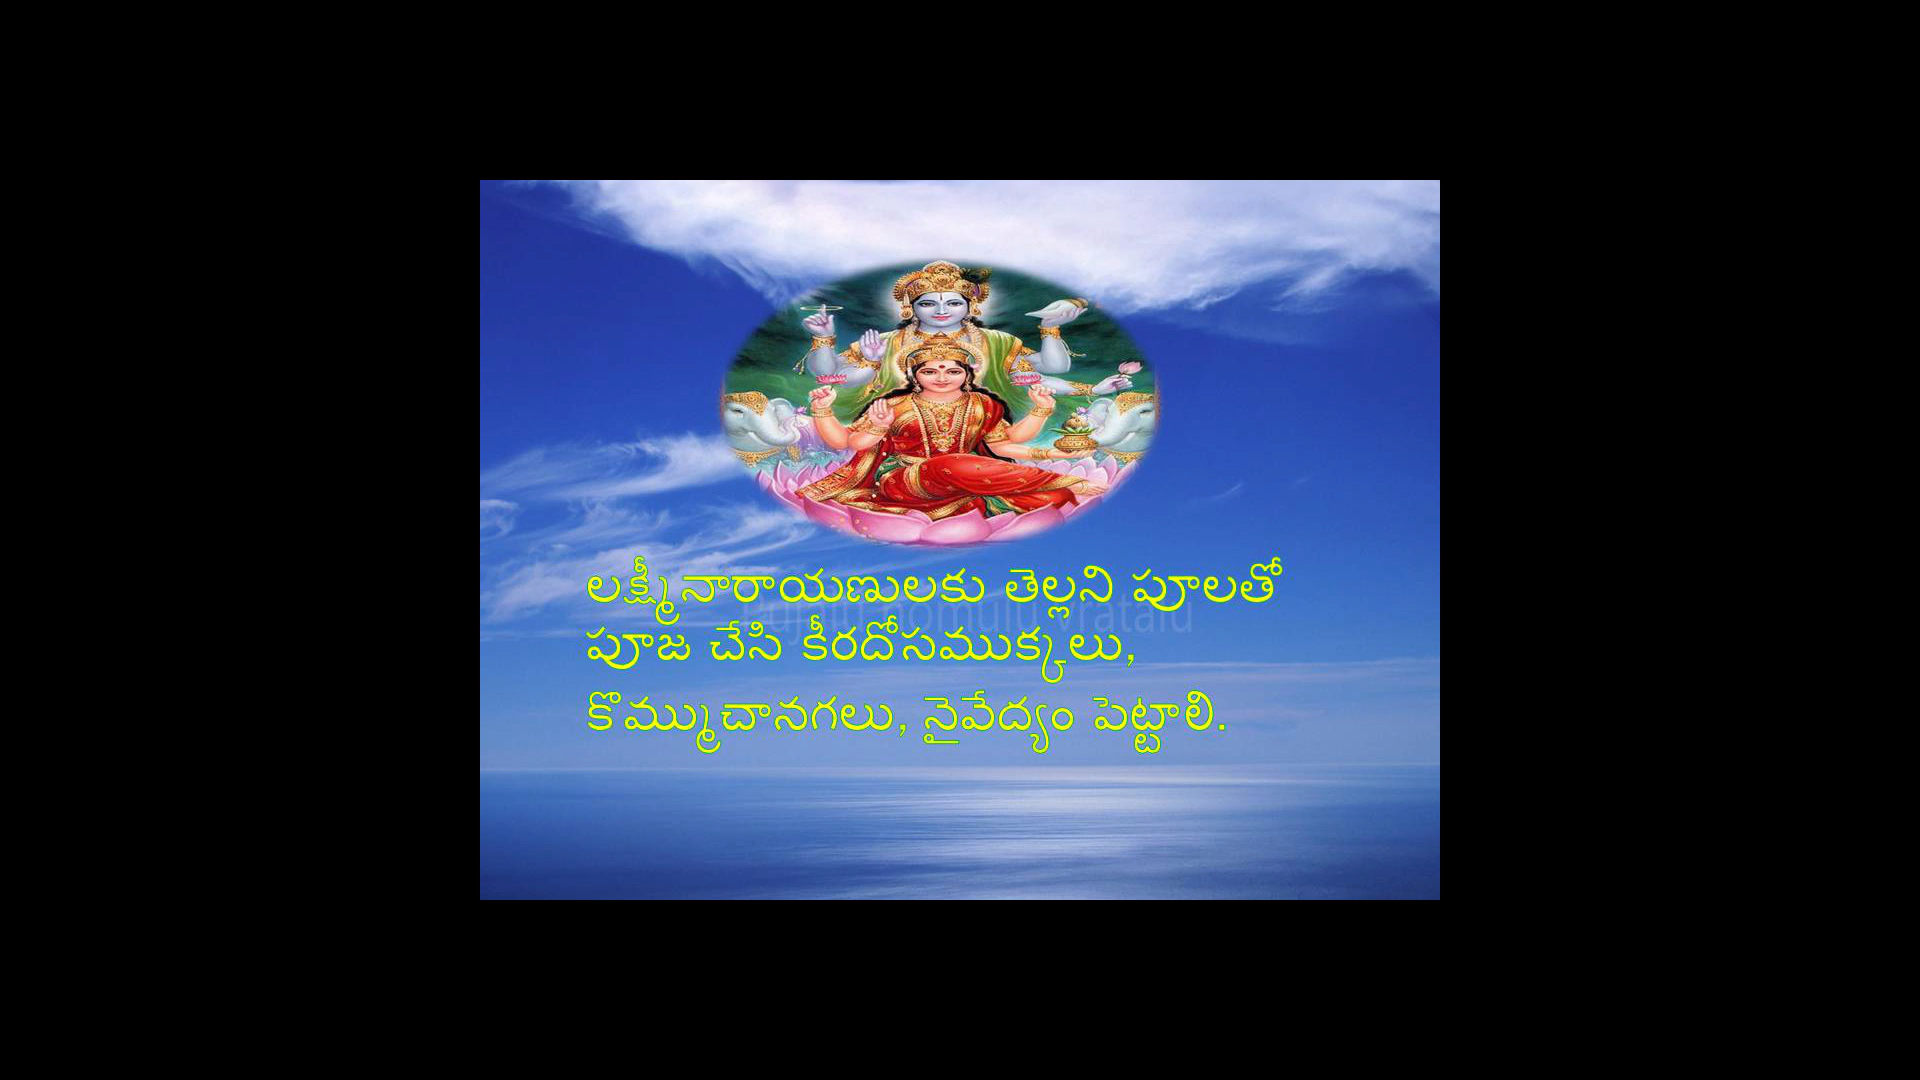 లక్ష్మీనారాయణులకు తెల్లని పూలతో
పూజ చేసి కీరదోసముక్కలు,
కొమ్ముచానగలు, నైవేద్యం పెట్టాలి.